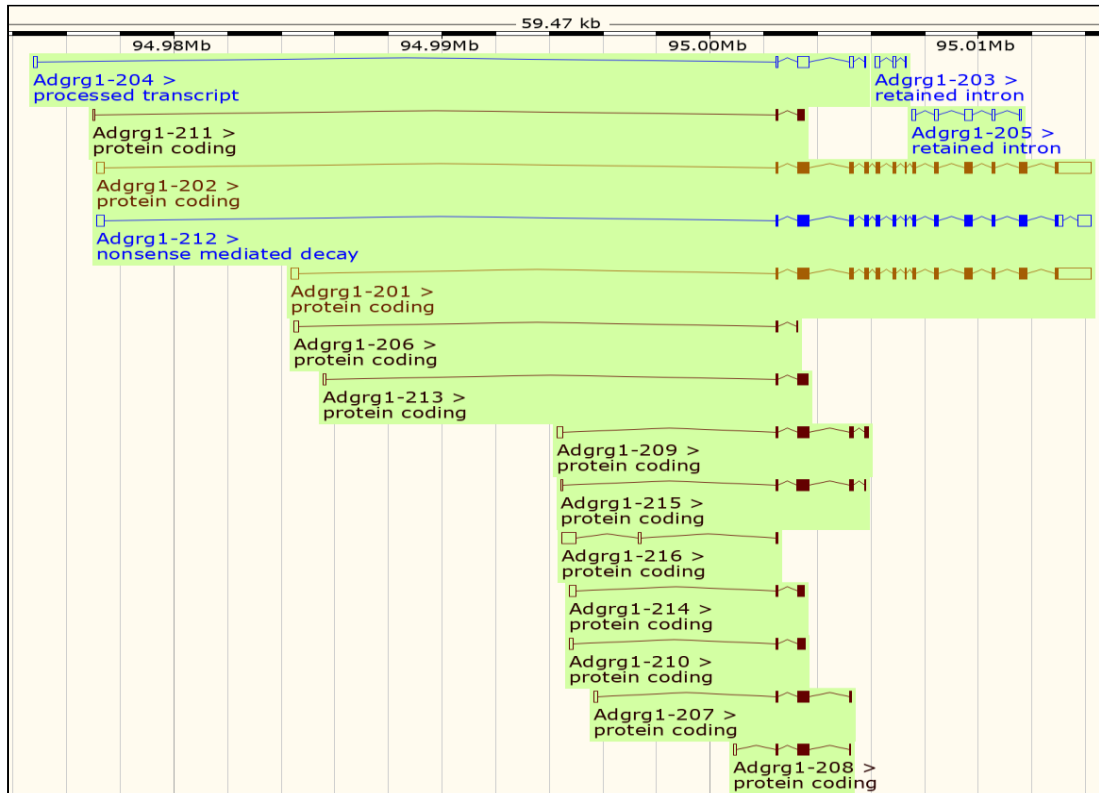 59.47 kb
94.98Mb 94.99Mb 95.00Mb 95.01Mb
Adgrg1-204 > Adgrg1-203 >
processed transcript retained intron
Adgrg1-211 > Adgrg1-205 >
protein coding retained intron
Adgrg1-202 >
protein coding
Adgrg1-212 >
nonsense mediated decay
Adgrg1-201 >
protein coding
Adgrg1-206 >
protein coding
Adgrg1-213 >
protein coding
Adgrg1-209 >
protein coding
Adgrg1-215 >
protein coding
Adgrg1-216 >
protein coding
Adgrg1-214 >
protein coding
Adgrg1-210 >
protein coding
Adgrg1-207 >
protein coding
Adgrg1-208 >
protein coding